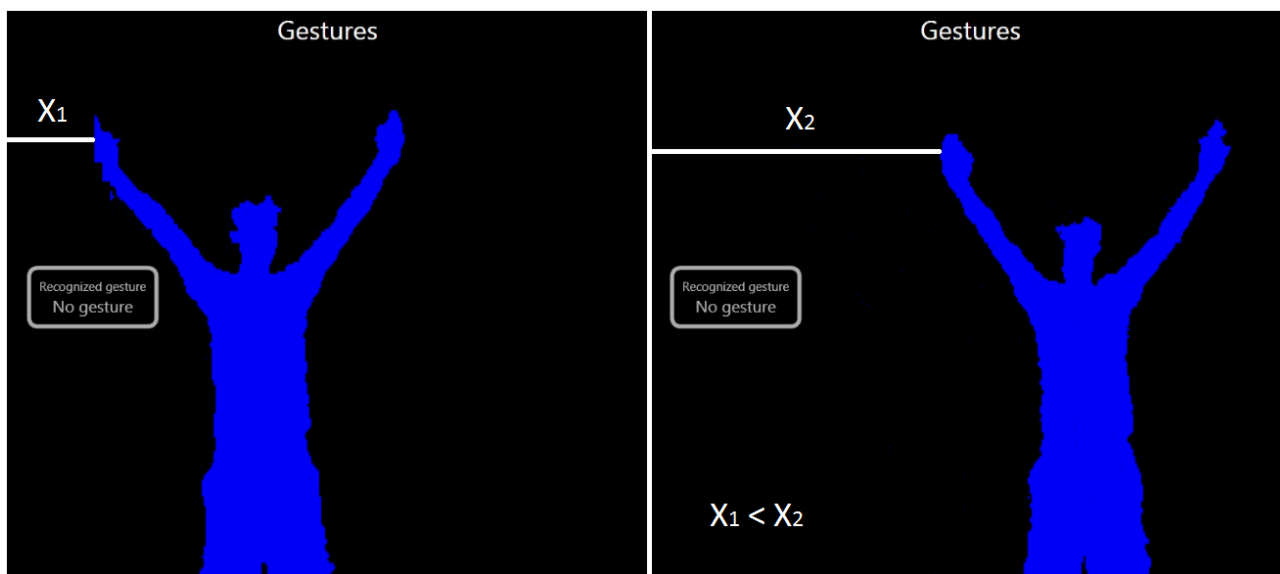 Gestures
X1
Recognized gesture
No gesture
Gestures
X2
Recognized gesture
No gesture
X1 < X2